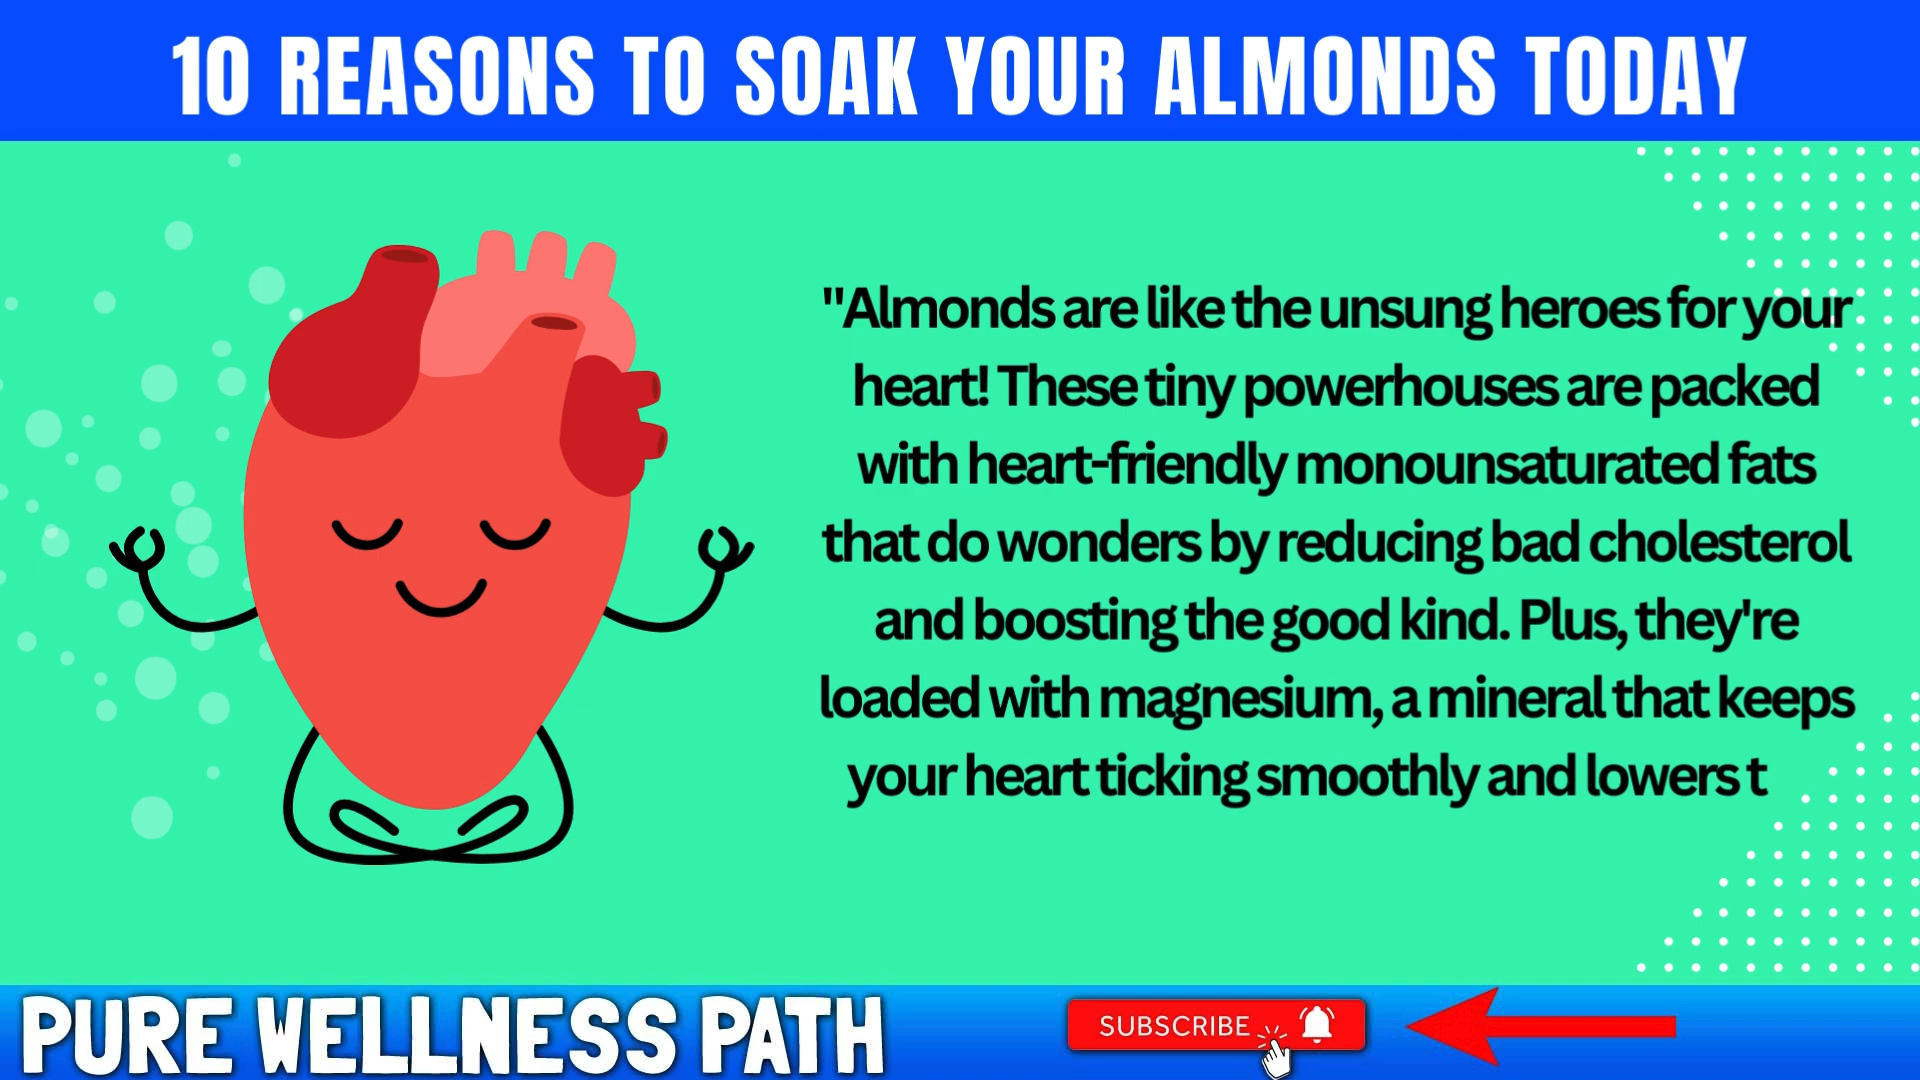 10 REASONS TO SOAK YOUR ALMONDS TODAY
"Almonds are like the unsung heroes for your
heart! These tiny powerhouses are packed
with heart-friendly monounsaturated fats
that do wonders by reducing bad cholesterol
and boosting the good kind. Plus, they're
loaded with magnesium, a mineral that keeps
your heart ticking smoothly and lowers t
PURE WELLNESS PATH
SUBSCRIBE